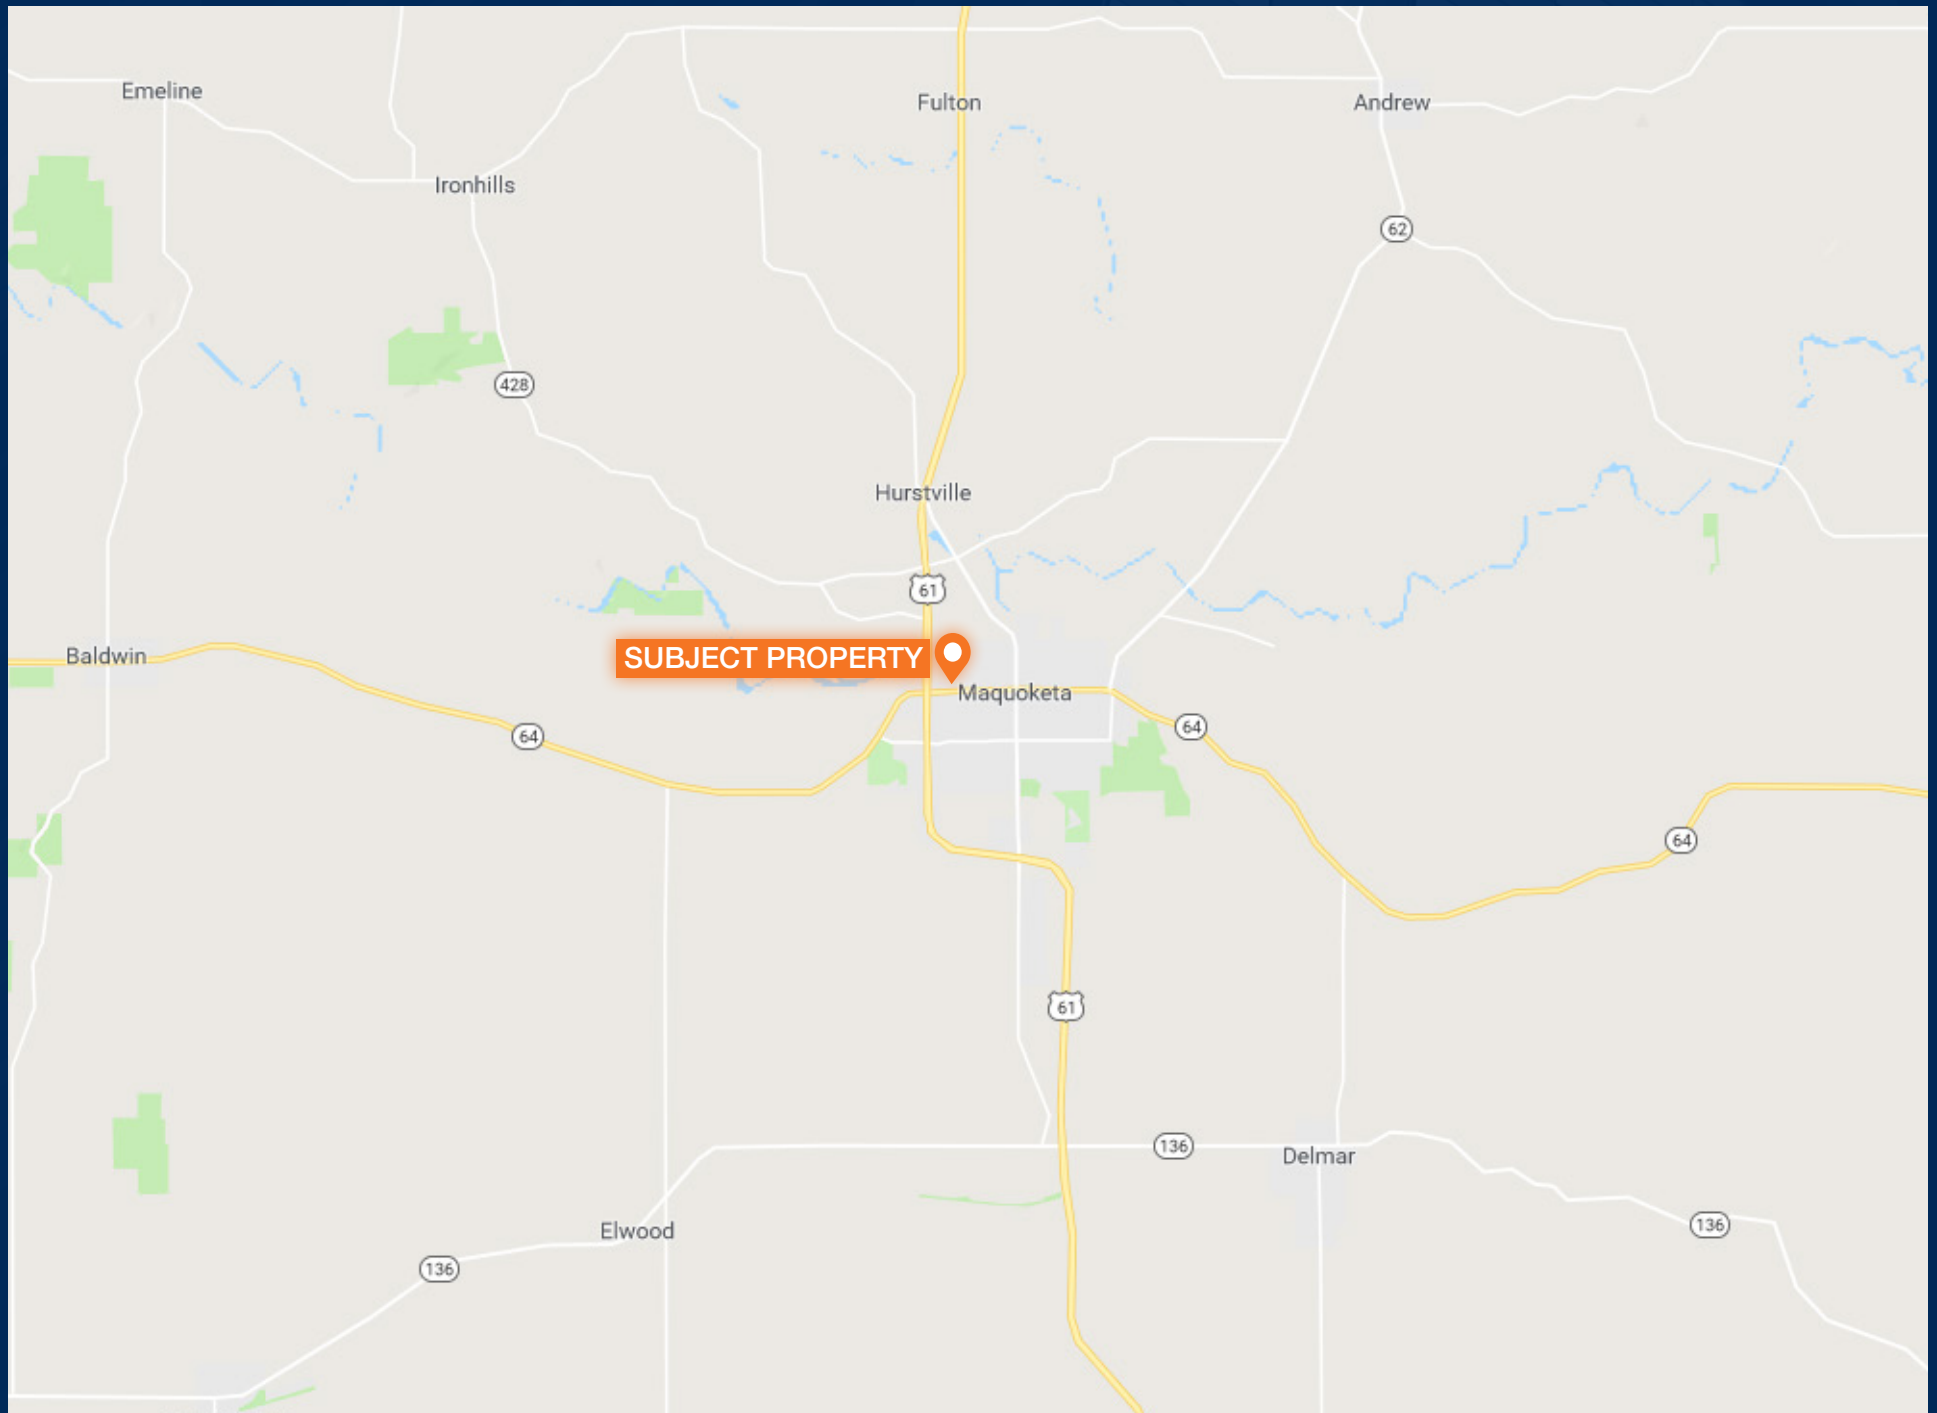 Emeline
Fulton
Andrew
Ironhills
62
428
Hurstville
61
Baldwin
SUBJECT PROPERTY
Maquoketa
64
64
64
61
136
Delmar
136
Elwood
136